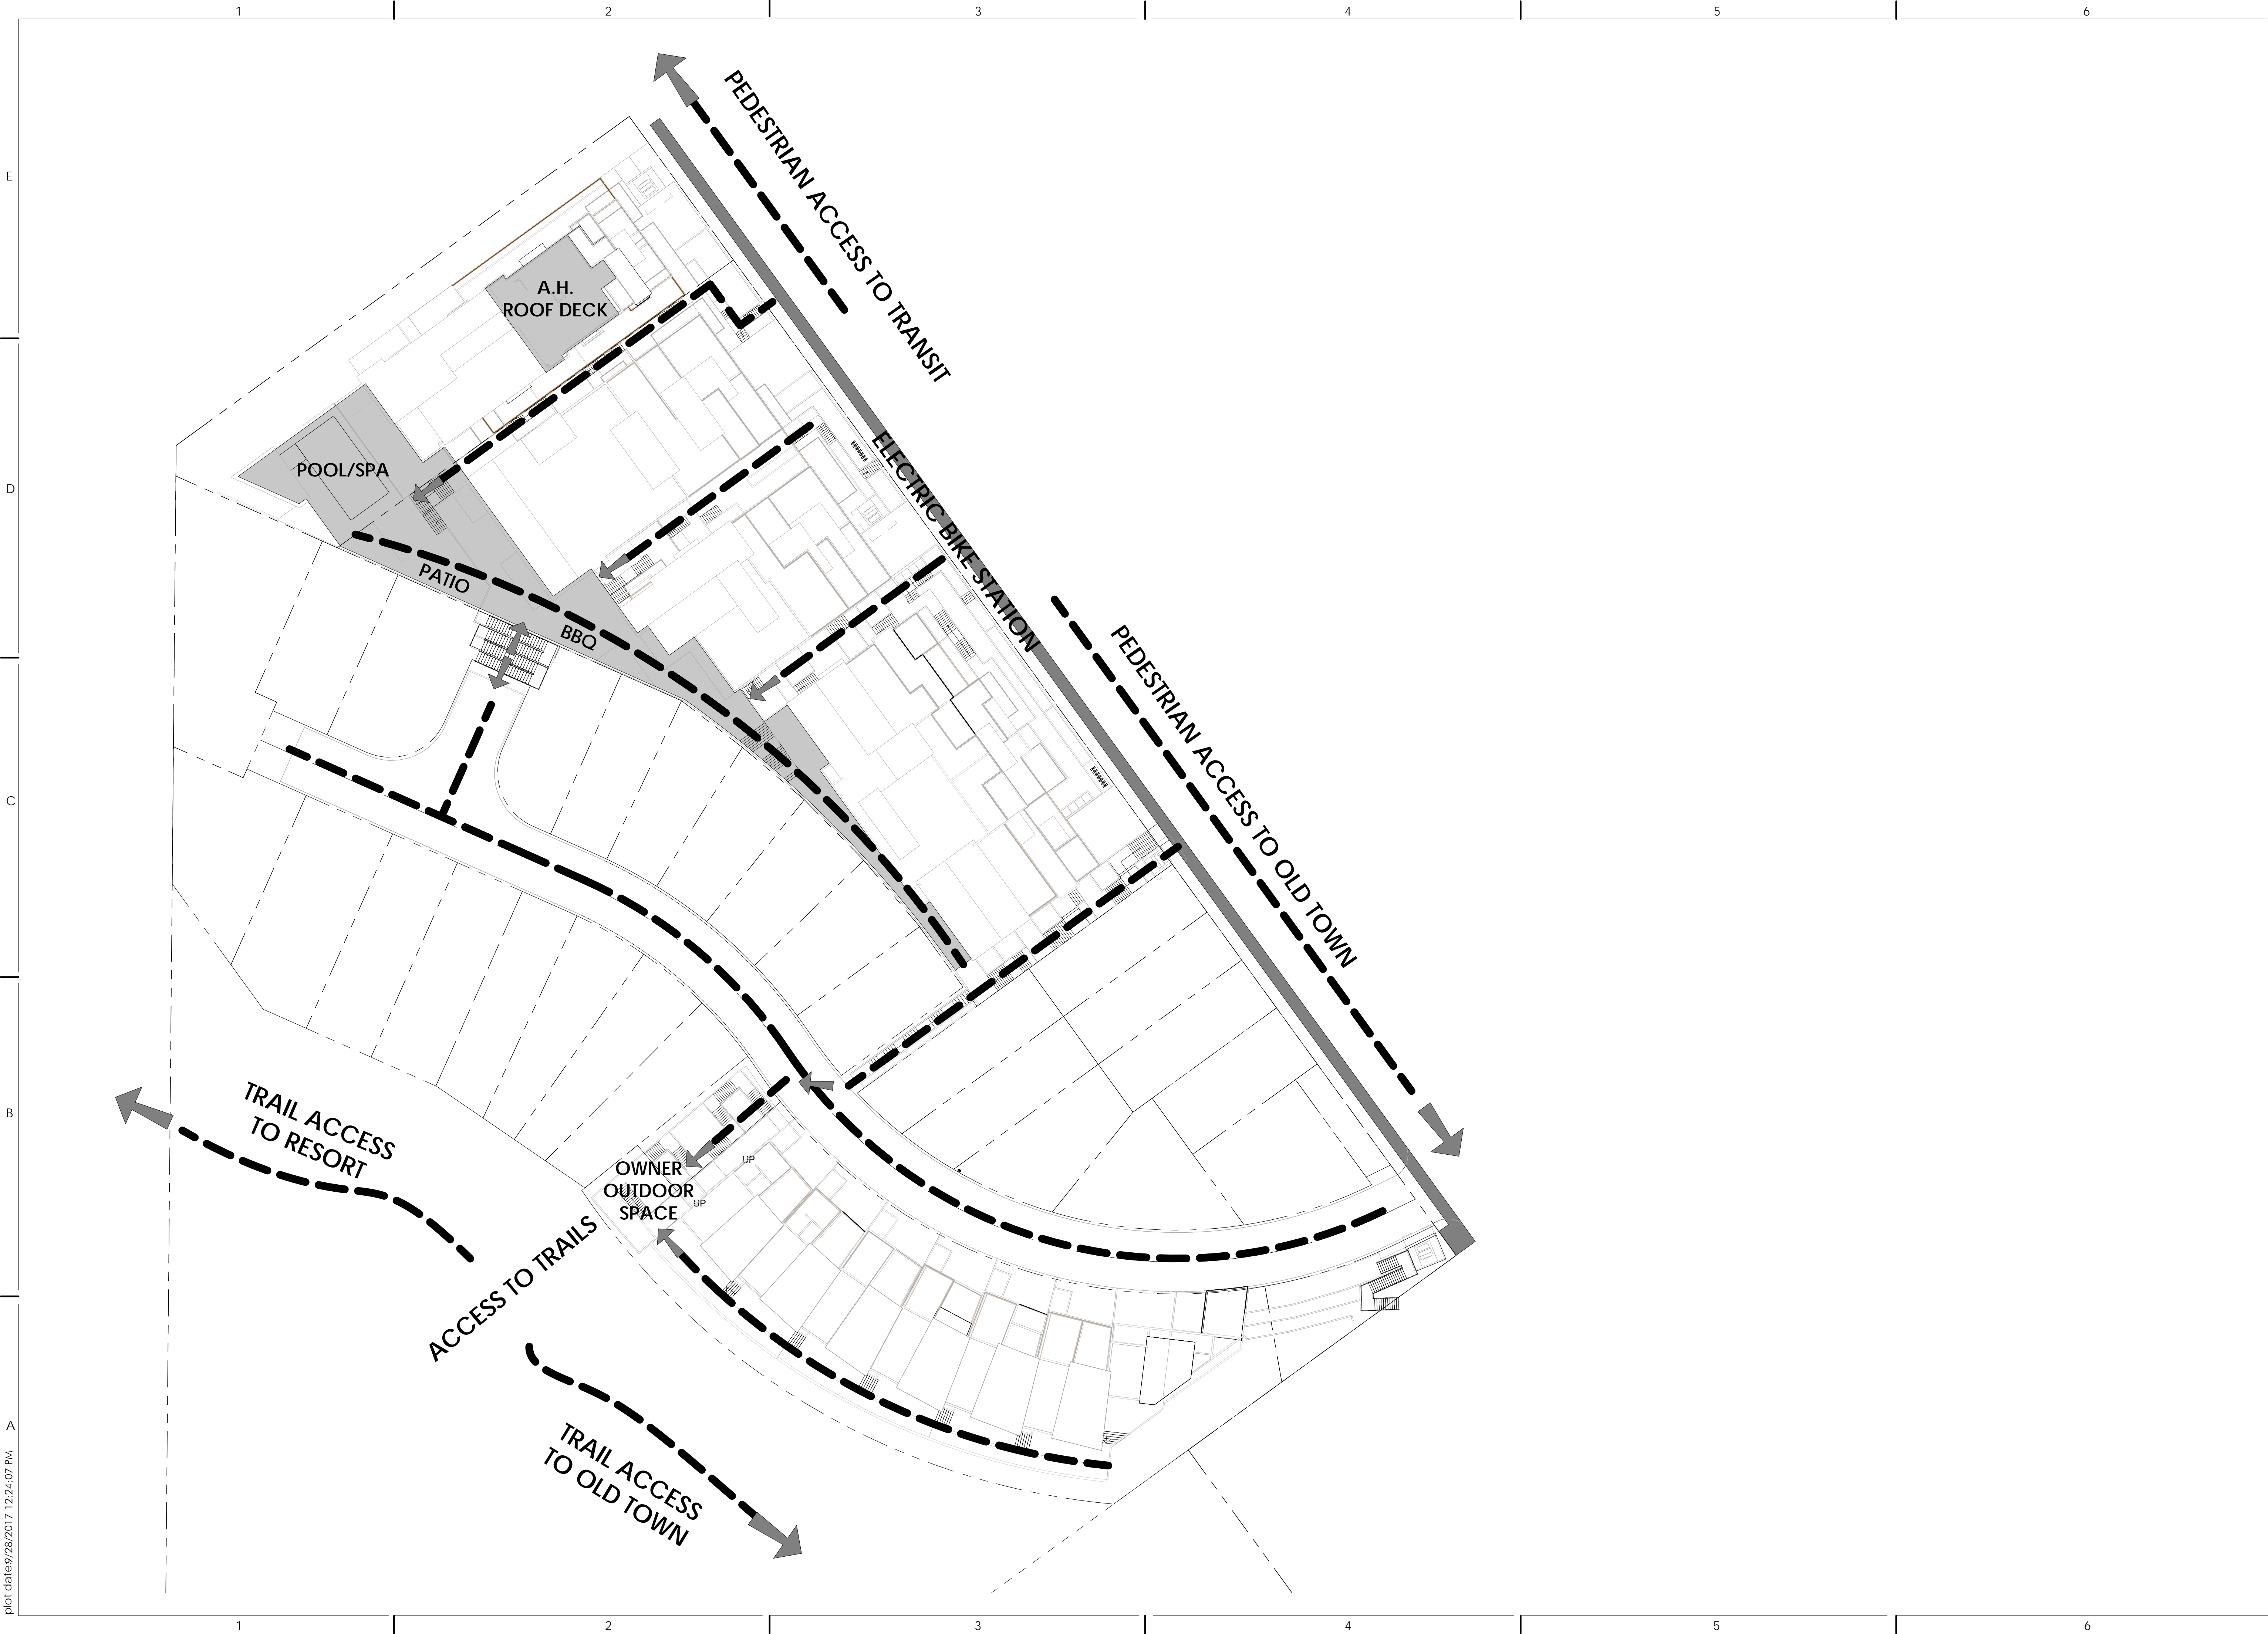 1 2 3 4 5 6
E
D
C
B
A
PEDESTRIAN ACCESS TO TRANSIT
A.H.
ROOF DECK
POOL/SPA
ELECTRIC BIKE STATION
PATIO
BBQ
PEDESTRIAN ACCESS TO OLD TOWN
TRAIL ACCESS
TO RESORT
UP
OWNER
OUTDOOR
SPACE
UP
ACCESS TO TRAILS
TRAIL ACCESS
TO OLD TOWN
plot date:9/28/2017 12:24:07 PM
1 2 3 4 5 6